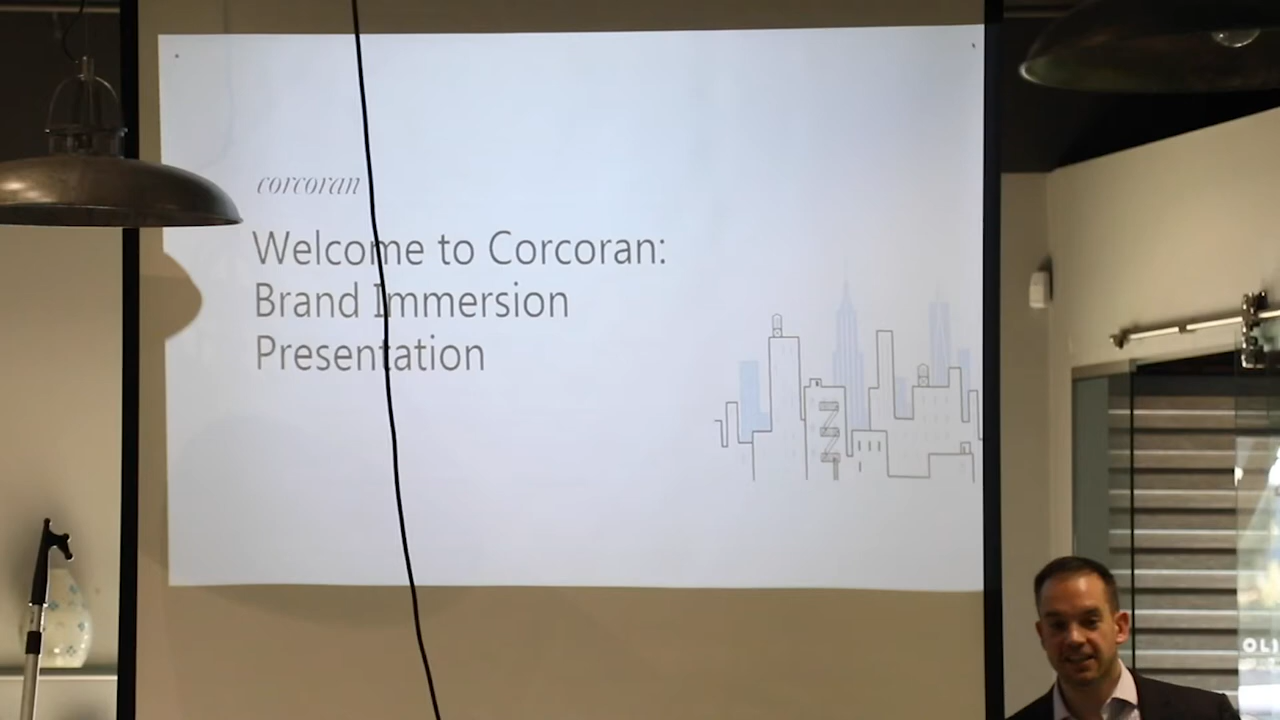 corcoran
Welcome to Corcoran:
Brand Immersion
Presentation